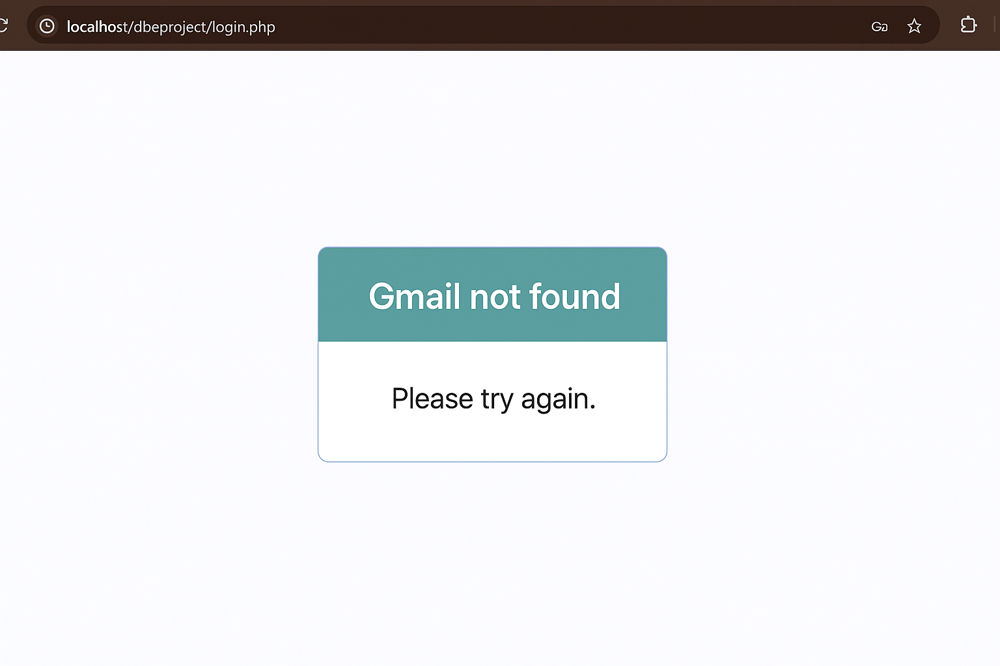 localhost/dbeproject/login.php
Gmail not found
Please try again.